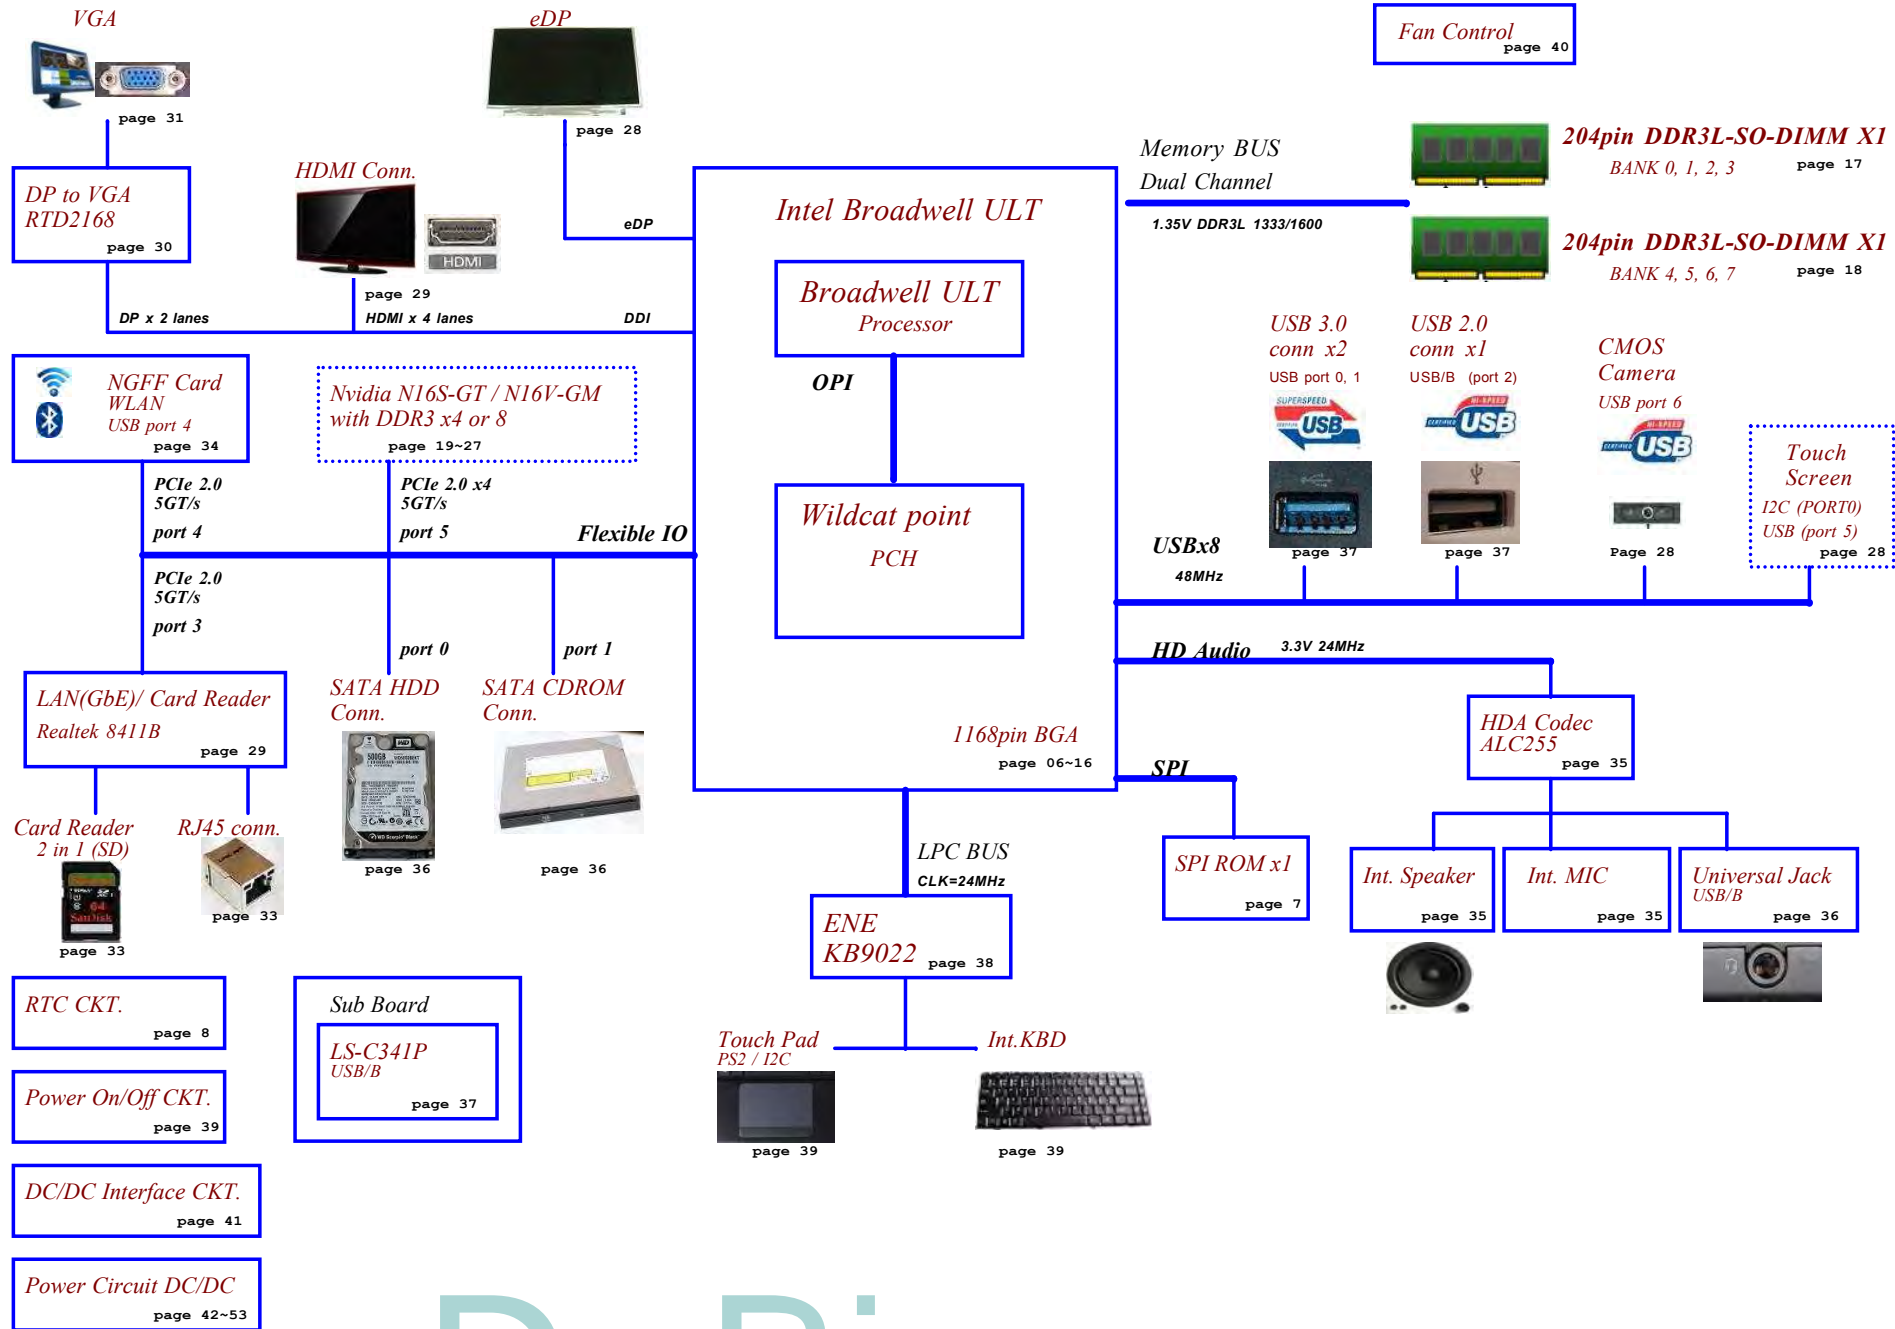 VGA
eDP
Fan Control
page 40
page 31
page 28
DP to VGA
RTD2168
page 30
HDMI Conn.
HDMI
page 29
eDP
DP x 2 lanes
HDMI x 4 lanes
DDI
Intel Broadwell ULT
Broadwell ULT
Processor
OPI
Wildcat point
PCH
1168pin BGA
page 06~16
Memory BUS
Dual Channel
1.35V DDR3L 1333/1600
204pin DDR3L-SO-DIMM X1
BANK 0, 1, 2, 3
page 17
204pin DDR3L-SO-DIMM X1
BANK 4, 5, 6, 7
page 18
USB 3.0
conn x2
USB port 0, 1
SUPERSPEED
USB
page 37
USB 2.0
conn x1
USB/B (port 2)
HI-SPEED
CERTIFIED
USB
page 37
CMOS
Camera
USB port 6
HI-SPEED
CERTIFIED
USB
Page 28
Touch
Screen
I2C (PORT0)
USB (port 5)
page 28
USBx8
48MHz
NGFF Card
WLAN
USB port 4
page 34
Nvidia N16S-GT / N16V-GM
with DDR3 x4 or 8
page 19~27
PCIe 2.0
5GT/s
port 4
PCIe 2.0 x4
5GT/s
port 5
Flexible IO
PCIe 2.0
5GT/s
port 3
port 0
port 1
LAN(GbE)/ Card Reader
Realtek 8411B
page 29
SATA HDD
Conn.
500GB
page 36
SATA CDROM
Conn.
page 36
Card Reader
2 in 1 (SD)
64
SanDisk
page 33
RJ45 conn.
page 33
HD Audio
3.3V 24MHz
HDA Codec
ALC255
page 35
SPI
SPI ROM x1
page 7
Int. Speaker
page 35
Int. MIC
page 35
Universal Jack
USB/B
page 36
LPC BUS
CLK=24MHz
ENE
KB9022
page 38
Touch Pad
PS2 / I2C
page 39
Int.KBD
page 39
RTC CKT.
page 8
Sub Board
LS-C341P
USB/B
page 37
Power On/Off CKT.
page 39
DC/DC Interface CKT.
page 41
Power Circuit DC/DC
page 42~53